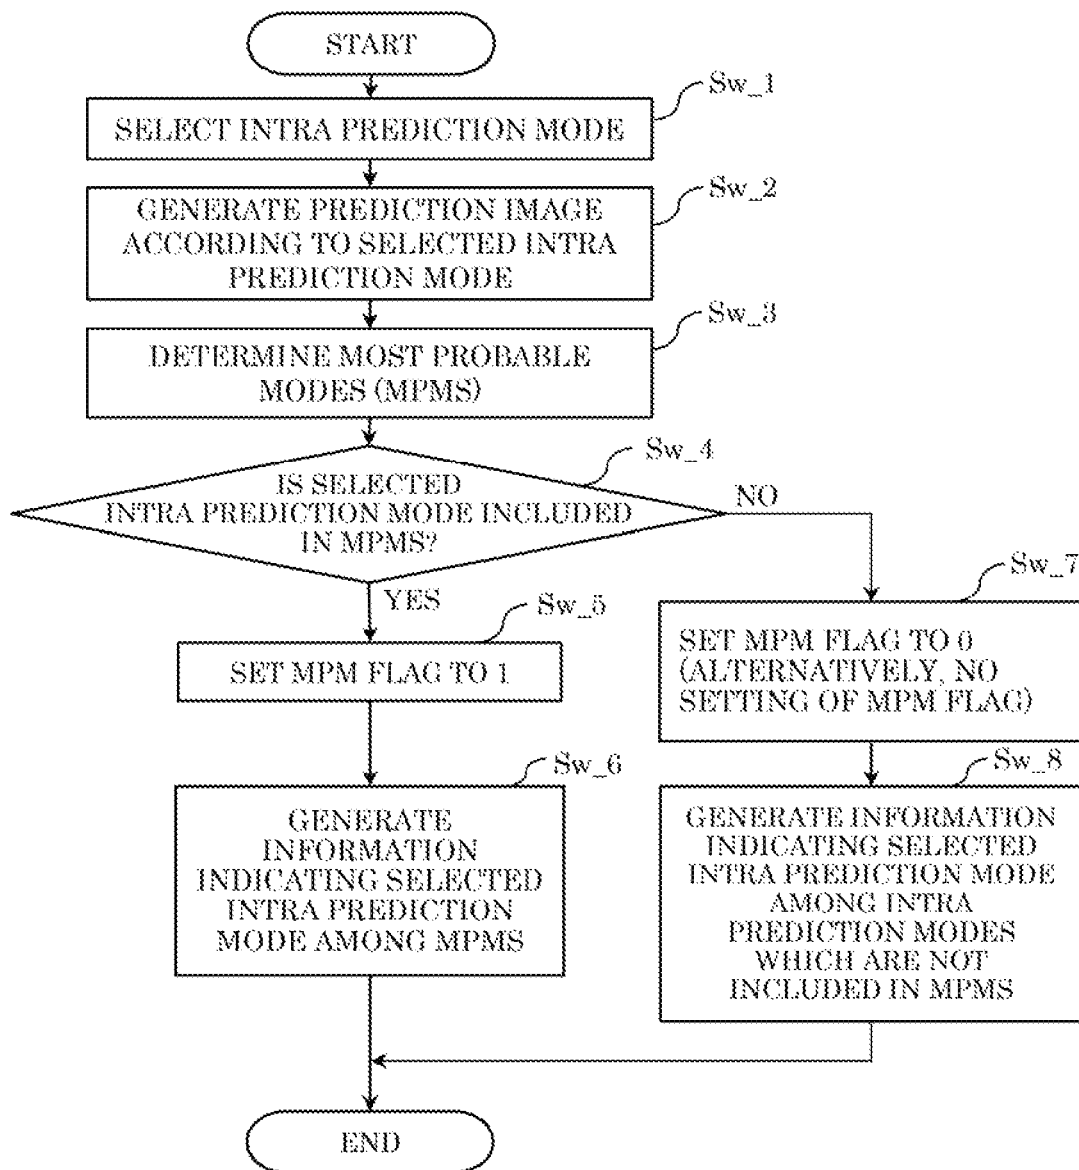 START
Sw_1
SELECT INTRA PREDICTION MODE
Sw_2
GENERATE PREDICTION IMAGE
ACCORDING TO SELECTED INTRA
PREDICTION MODE
Sw_3
DETERMINE MOST PROBABLE
MODES (MPMS)
Sw_4
IS SELECTED
INTRA PREDICTION MODE INCLUDED
IN MPMS?
NO
YES
Sw_5
SET MPM FLAG TO 1
Sw_7
SET MPM FLAG TO 0
(ALTERNATIVELY, NO
SETTING OF MPM FLAG)
Sw_6
GENERATE
INFORMATION
INDICATING SELECTED
INTRA PREDICTION
MODE AMONG MPMS
Sw_8
GENERATE INFORMATION
INDICATING SELECTED
INTRA PREDICTION MODE
AMONG INTRA
PREDICTION MODES
WHICH ARE NOT
INCLUDED IN MPMS
END